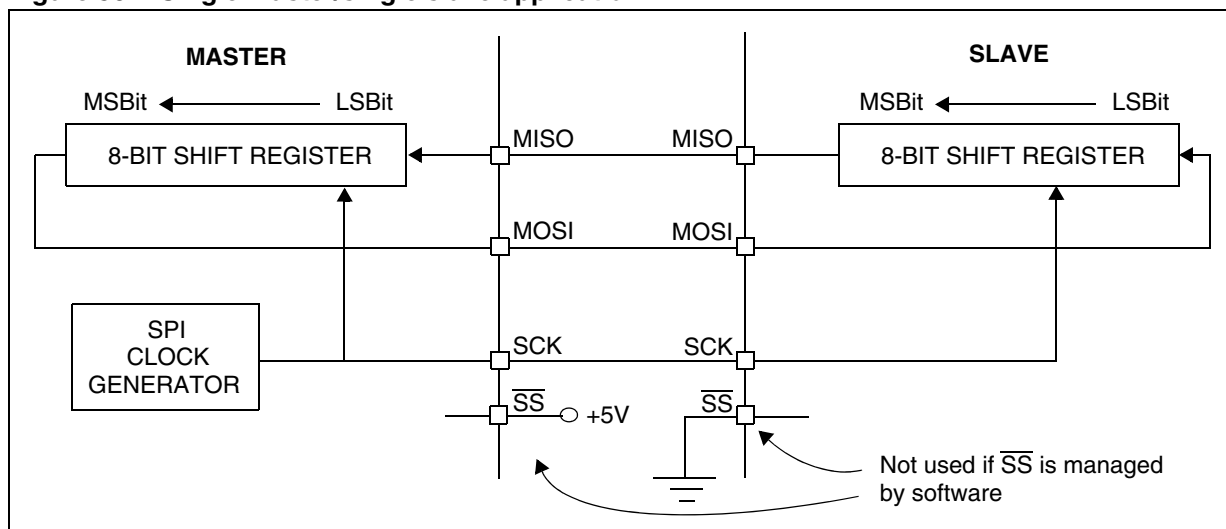 MASTER
SLAVE
MSBit LSBit
MSBit LSBit
8-BIT SHIFT REGISTER
MISO
MISO
8-BIT SHIFT REGISTER
MOSI
MOSI
SPI
CLOCK
GENERATOR
SCK
SCK
SS
+5V
SS
Not used if SS is managed
by software